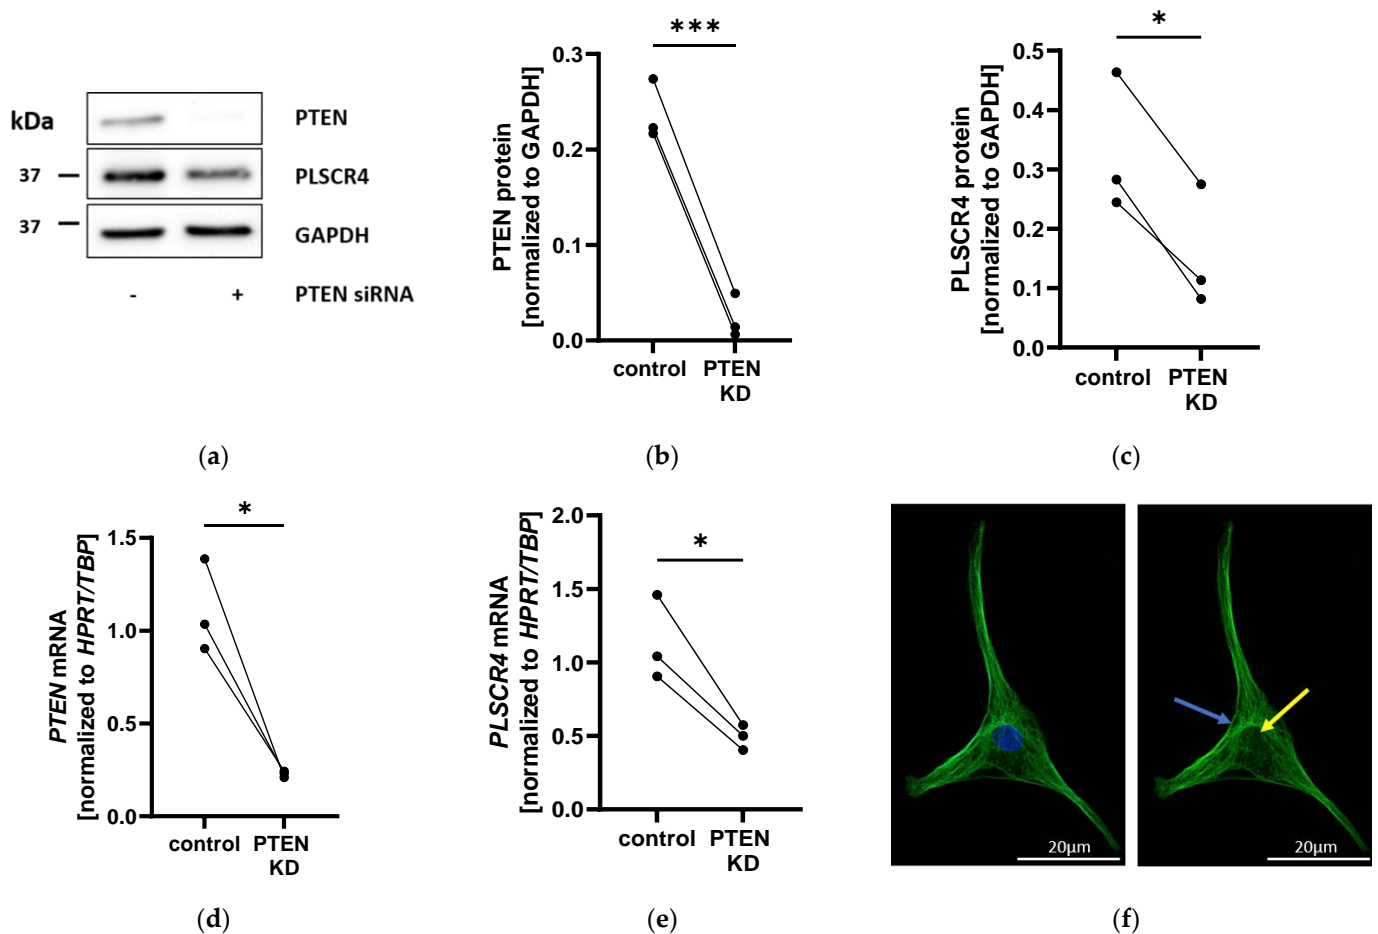 kDa
PTEN
37
PLSCR4
37
GAPDH
-
+
PTEN siRNA
(a)
***
PTEN protein
[normalized to GAPDH]
0.3
0.2
0.1
0.0
control
PTEN
KD
(b)
*
PLSCR4 protein
[normalized to GAPDH]
0.5
0.4
0.3
0.2
0.1
0.0
control
PTEN
KD
(c)
*
PTEN mRNA
[normalized to HPRT/TBP]
1.5
1.0
0.5
0.0
control
PTEN
KD
(d)
*
PLSCR4 mRNA
[normalized to HPRT/TBP]
2.0
1.5
1.0
0.5
0.0
control
PTEN
KD
(e)
20µm
20µm
(f)